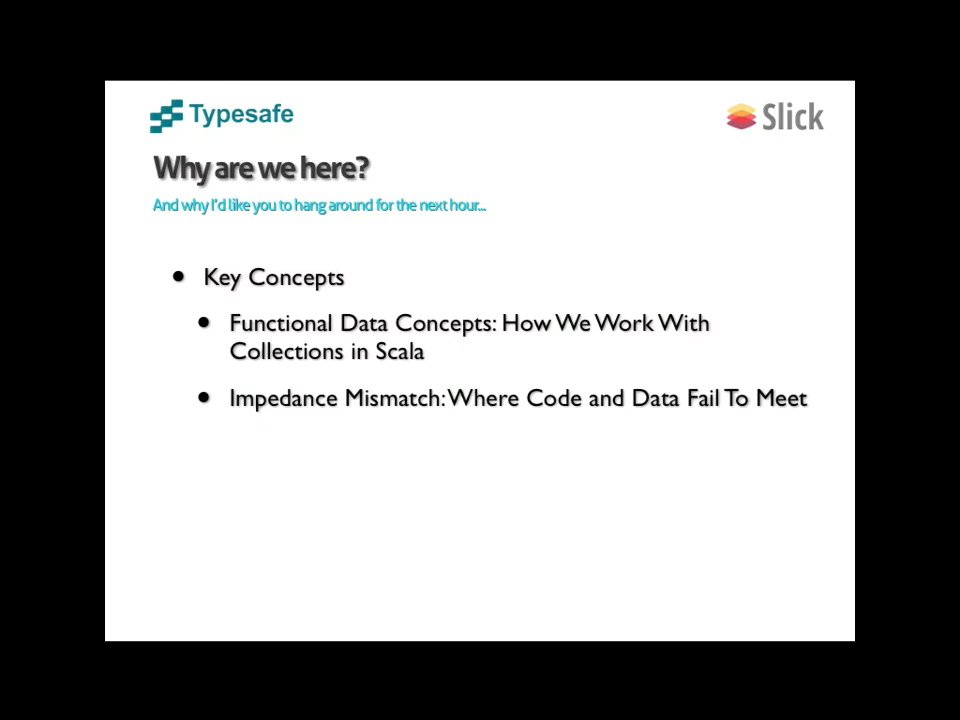 Typesafe
Slick
Why are we here?
And why I'd like you to hang around for the next hour...
• Key Concepts
• Functional Data Concepts: How We Work With
Collections in Scala
• Impedance Mismatch: Where Code and Data Fail To Meet